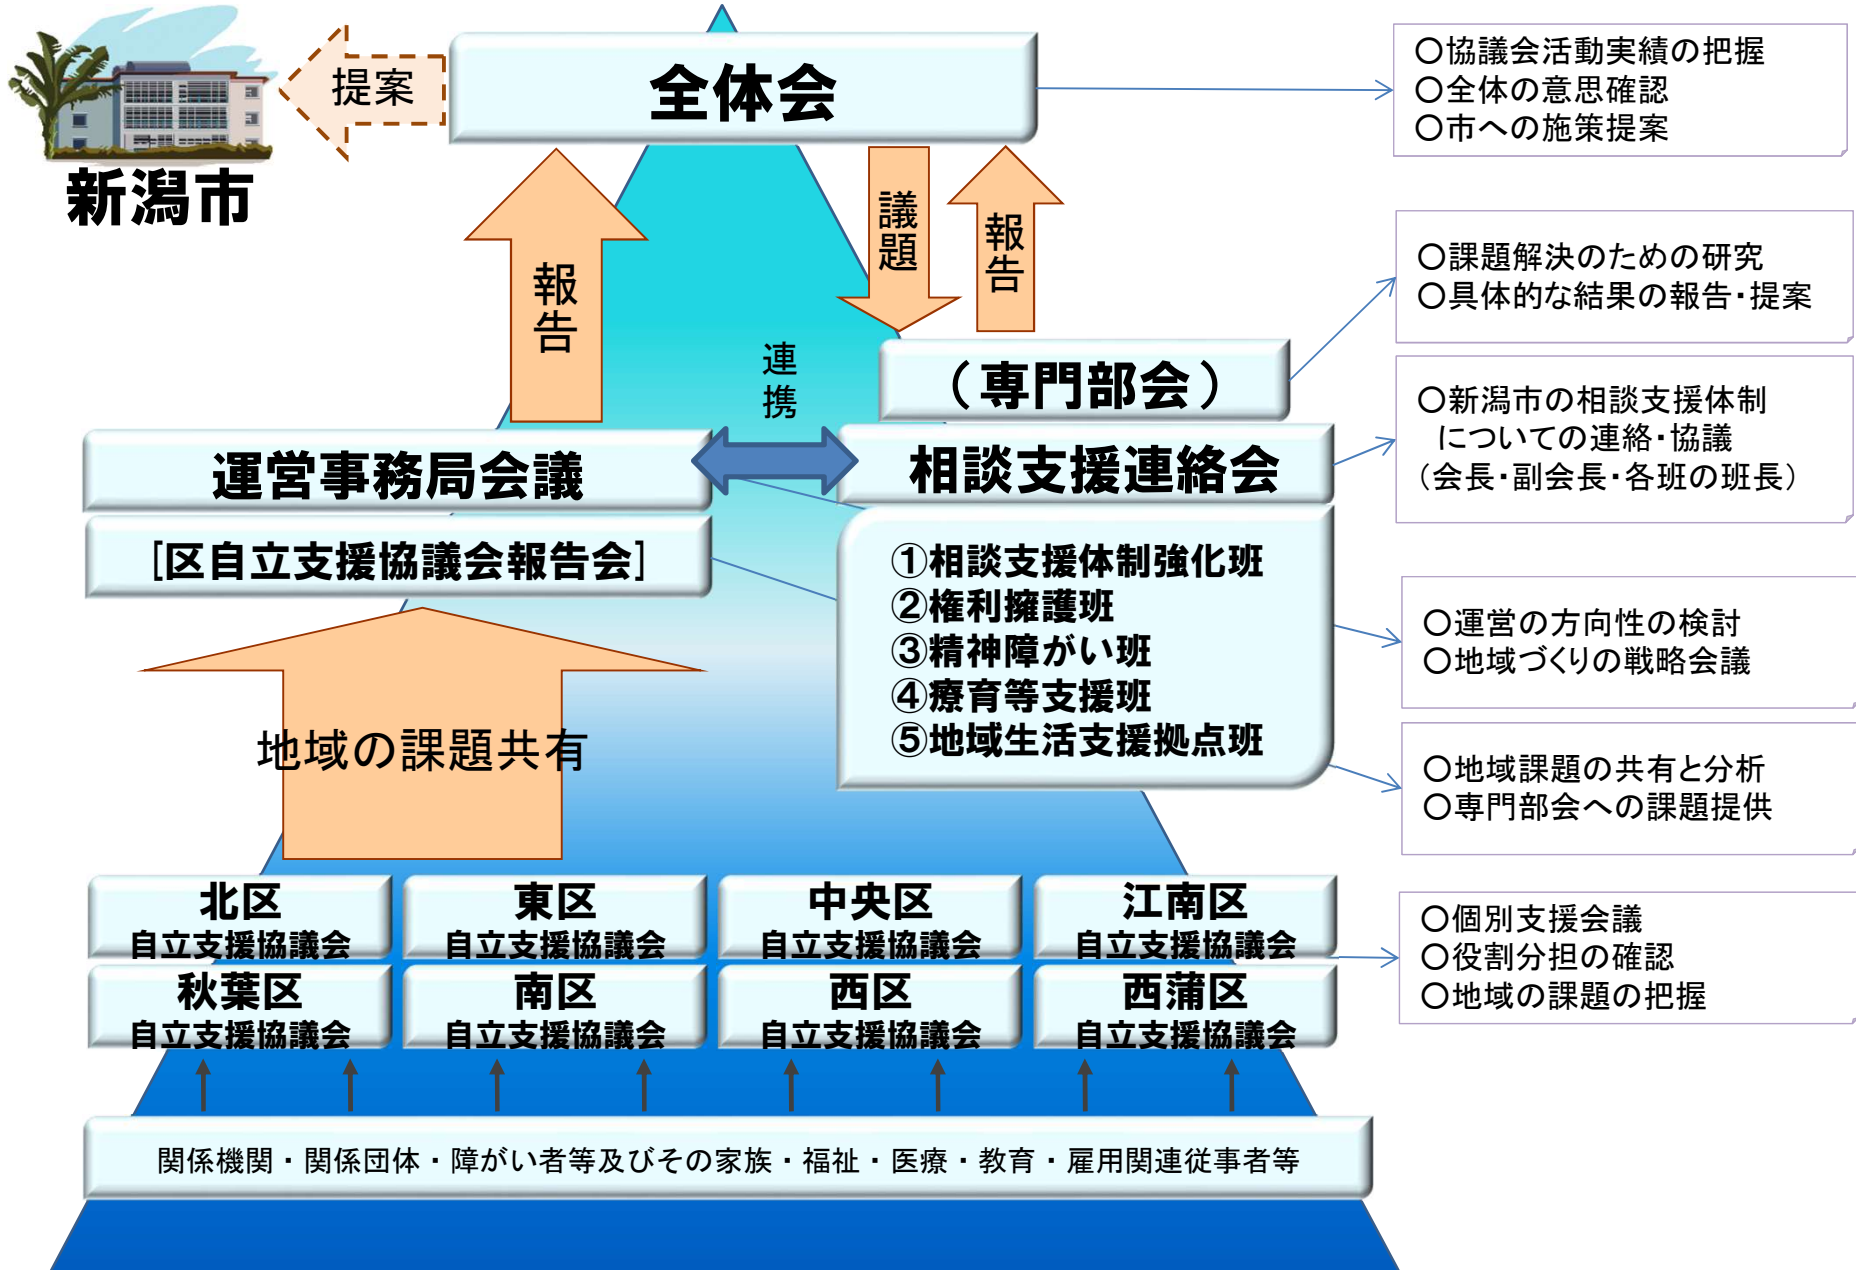 提案
全体会
新潟市
○協議会活動実績の把握
○全体の意思確認
○市への施策提案
報告
議題
報告
○課題解決のための研究
○具体的な結果の報告・提案
連携
（専門部会）
運営事務局会議
相談支援連絡会
○新潟市の相談支援体制
についての連絡・協議
（会長・副会長・各班の班長）
[区自立支援協議会報告会]
①相談支援体制強化班
②権利擁護班
③精神障がい班
④療育等支援班
⑤地域生活支援拠点班
○運営の方向性の検討
○地域づくりの戦略会議
地域の課題共有
○地域課題の共有と分析
○専門部会への課題提供
北区
自立支援協議会
東区
自立支援協議会
中央区
自立支援協議会
江南区
自立支援協議会
秋葉区
自立支援協議会
南区
自立支援協議会
西区
自立支援協議会
西蒲区
自立支援協議会
○個別支援会議
○役割分担の確認
○地域の課題の把握
関係機関・関係団体・障がい者等及びその家族・福祉・医療・教育・雇用関連従事者等